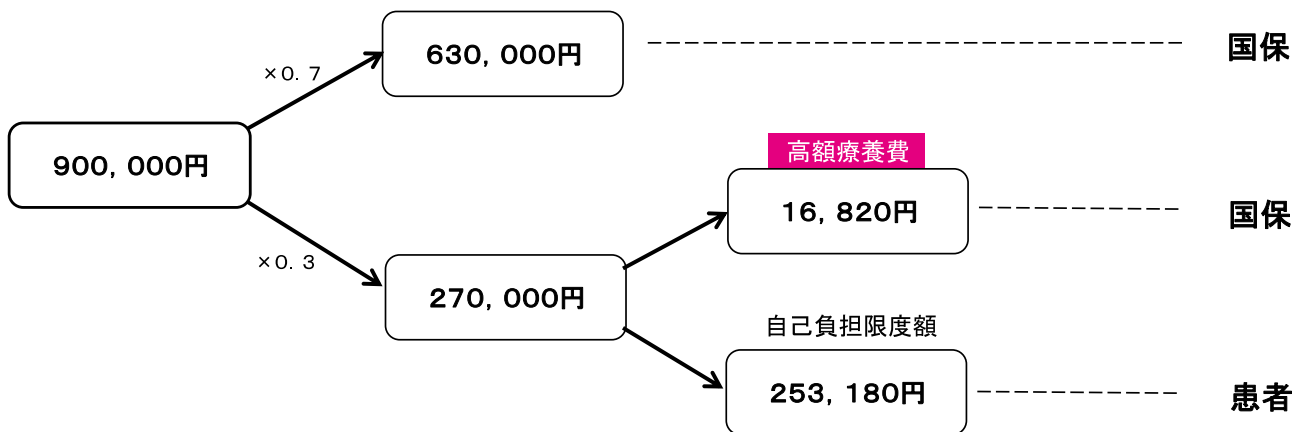 630,000円
国保
×0.7
900,000円
高額療養費
16,820円
国保
×0.3
270,000円
自己負担限度額
253,180円
患者